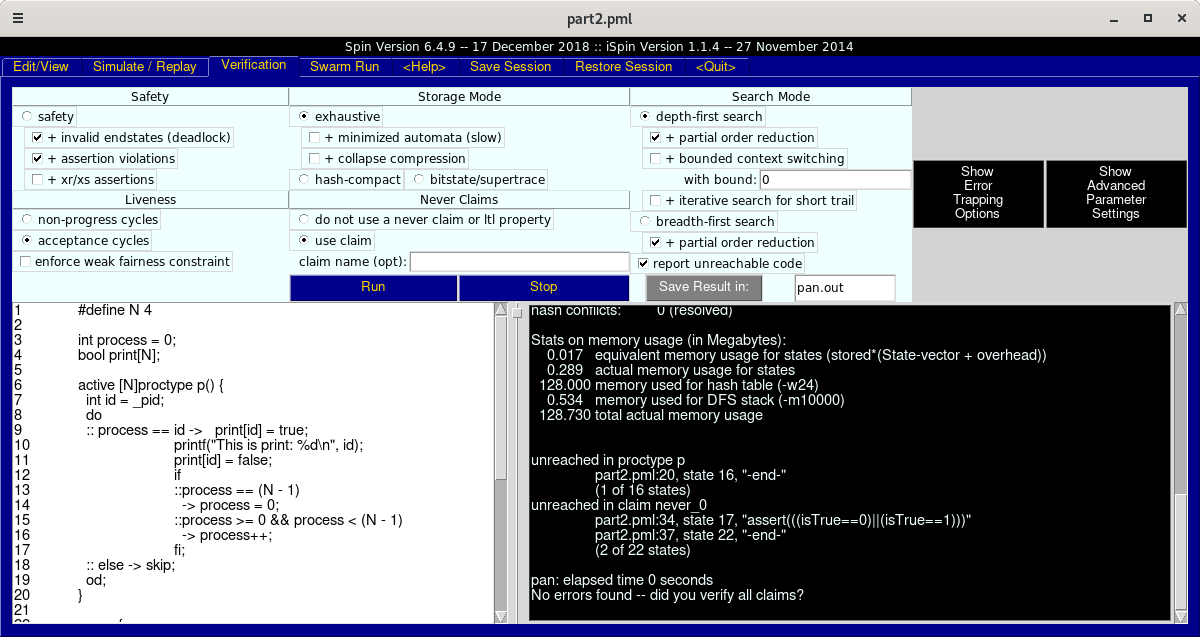 part2.pml
Spin Version 6.4.9 -- 17 December 2018 :: iSpin Version 1.1.4 -- 27 November 2014
Edit/View Simulate / Replay Verification Swarm Run <Help> Save Session Restore Session <Quit>
Safety
safety
+ invalid endstates (deadlock)
+ assertion violations
+ xr/xs assertions
Liveness
non-progress cycles
acceptance cycles
enforce weak fairness constraint
Storage Mode
exhaustive
+ minimized automata (slow)
+ collapse compression
hash-compact bitstate/supertrace
Never Claims
do not use a never claim or ltl property
use claim
claim name (opt):
Run Stop
Search Mode
depth-first search
+ partial order reduction
+ bounded context switching
with bound: 0
+ iterative search for short trail
breadth-first search
+ partial order reduction
report unreachable code
Save Result in: pan.out
Show
Error
Trapping
Options
Show
Advanced
Parameter
Settings
1 #define N 4
2
3 int process = 0;
4 bool print[N];
5
6 active [N]proctype p() {
7 int id = _pid;
8 do
9 :: process == id -> print[id] = true;
10 printf("This is print: %d\n", id);
11 print[id] = false;
12 if
13 ::process == (N - 1)
14 -> process = 0;
15 ::process >= 0 && process < (N - 1)
16 -> process++;
17 fi;
18 :: else -> skip;
19 od;
20 }
21
hash conflicts: 0 (resolved)
Stats on memory usage (in Megabytes):
0.017 equivalent memory usage for states (stored*(State-vector + overhead))
0.289 actual memory usage for states
128.000 memory used for hash table (-w24)
0.534 memory used for DFS stack (-m10000)
128.730 total actual memory usage
unreached in proctype p
part2.pml:20, state 16, "-end-"
(1 of 16 states)
unreached in claim never_0
part2.pml:34, state 17, "assert(((isTrue==0)||(isTrue==1)))"
part2.pml:37, state 22, "-end-"
(2 of 22 states)
pan: elapsed time 0 seconds
No errors found -- did you verify all claims?